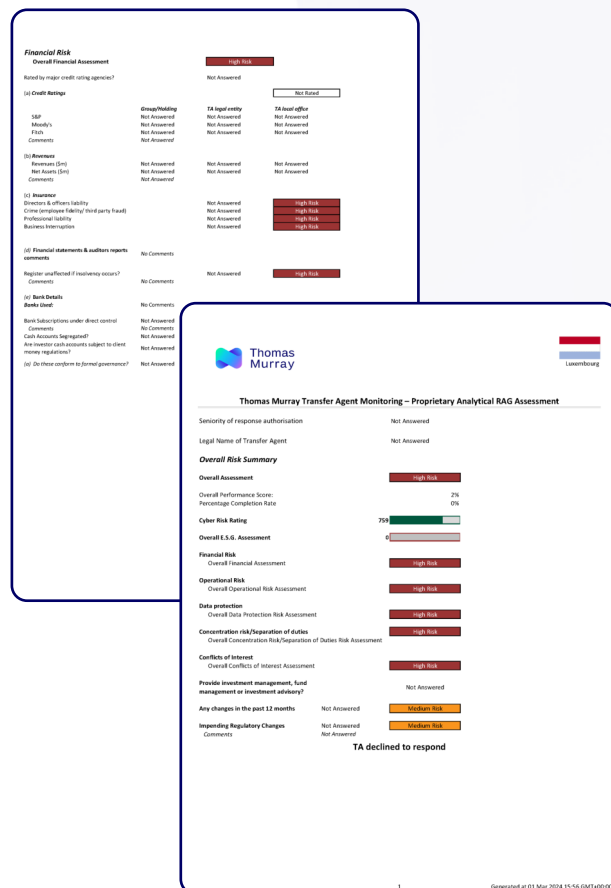 Financial Risk
Overall Financial Assessment High Risk
Rated by major credit rating agencies? Not Answered
(a) Credit Ratings Not Rated
Group/Holding TA legal entity TA local office
S&P Not Answered Not Answered Not Answered
Moody's Not Answered Not Answered Not Answered
Fitch Not Answered Not Answered Not Answered
Comments Not Answered
(b) Revenues
Revenues ($m) Not Answered Not Answered Not Answered
Net Assets ($m) Not Answered Not Answered Not Answered
Comments Not Answered
(c) Insurance
Directors & officers liability Not Answered High Risk
Crime (employee fidelity/ third party fraud) Not Answered High Risk
Professional liability Not Answered High Risk
Business Interruption Not Answered High Risk
(d) Financial statements & auditors reports
comments No Comments
Register unaffected if insolvency occurs? Not Answered High Risk
Comments No Comments
(e) Bank Details
Banks Used: No Comments
Bank Subscriptions under direct control Not Answered
Comments No Comments
Cash Accounts Segregated? Not Answered
Are investor cash accounts subject to client
money regulations? Not Answered
(a) Do these conform to formal governance? Not Answered
Thomas
Murray
Luxembourg
Thomas Murray Transfer Agent Monitoring – Proprietary Analytical RAG Assessment
Seniority of response authorisation Not Answered
Legal Name of Transfer Agent Not Answered
Overall Risk Summary
Overall Assessment High Risk
Overall Performance Score: 2%
Percentage Completion Rate 0%
Cyber Risk Rating 759
Overall E.S.G. Assessment 0
Financial Risk
Overall Financial Assessment High Risk
Operational Risk
Overall Operational Risk Assessment High Risk
Data protection
Overall Data Protection Risk Assessment High Risk
Concentration risk/Separation of duties High Risk
Overall Concentration Risk/Separation of Duties Risk Assessment
Conflicts of Interest
Overall Conflicts of Interest Assessment High Risk
Provide investment management, fund
management or investment advisory? Not Answered
Any changes in the past 12 months Not Answered Medium Risk
Impending Regulatory Changes Not Answered Medium Risk
Comments Not Answered
TA declined to respond
1 Generated at 01 Mar 2024 15:56 GMT+00:00